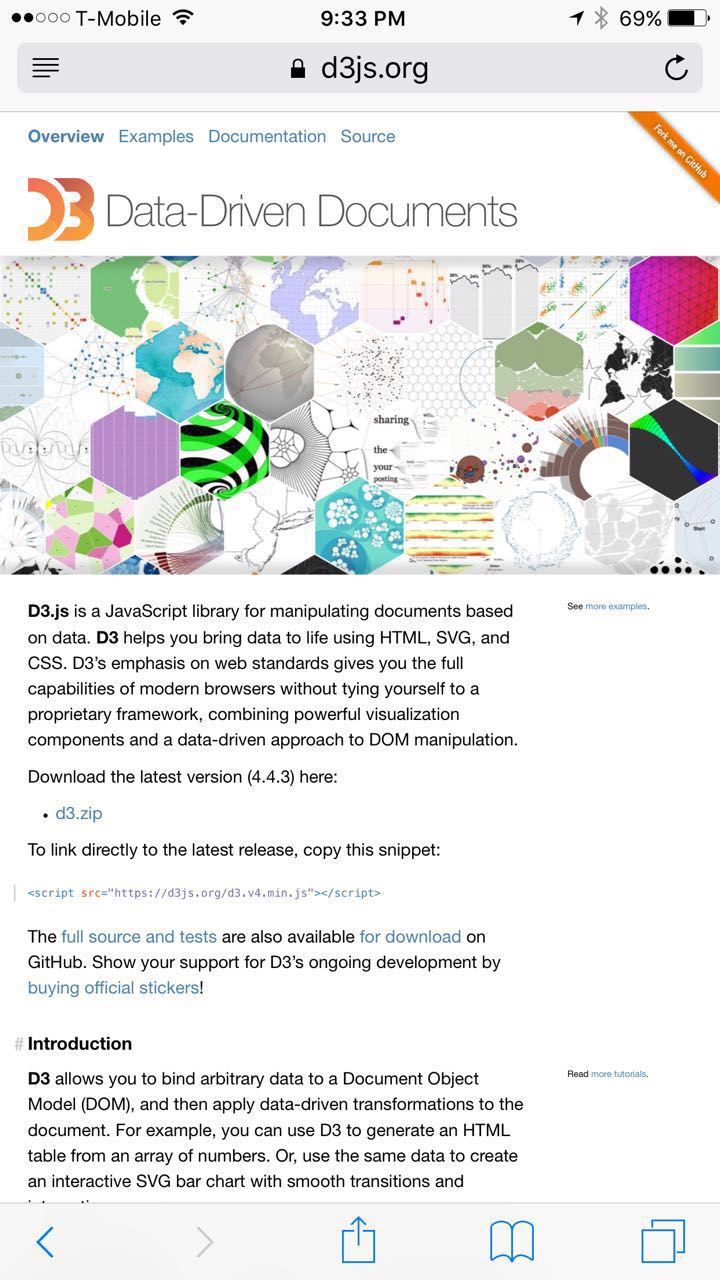 T-Mobile 9:33 PM 69%
d3js.org
Overview Examples Documentation Source
Fork me on GitHub
D3 Data-Driven Documents
sharing
the
your
posting
Start
D3.js is a JavaScript library for manipulating documents based
on data. D3 helps you bring data to life using HTML, SVG, and
CSS. D3’s emphasis on web standards gives you the full
capabilities of modern browsers without tying yourself to a
proprietary framework, combining powerful visualization
components and a data-driven approach to DOM manipulation.
See more examples.
Download the latest version (4.4.3) here:
• d3.zip
To link directly to the latest release, copy this snippet:
<script src="https://d3js.org/d3.v4.min.js"></script>
The full source and tests are also available for download on
GitHub. Show your support for D3’s ongoing development by
buying official stickers!
# Introduction
D3 allows you to bind arbitrary data to a Document Object
Model (DOM), and then apply data-driven transformations to the
document. For example, you can use D3 to generate an HTML
table from an array of numbers. Or, use the same data to create
an interactive SVG bar chart with smooth transitions and
Read more tutorials.